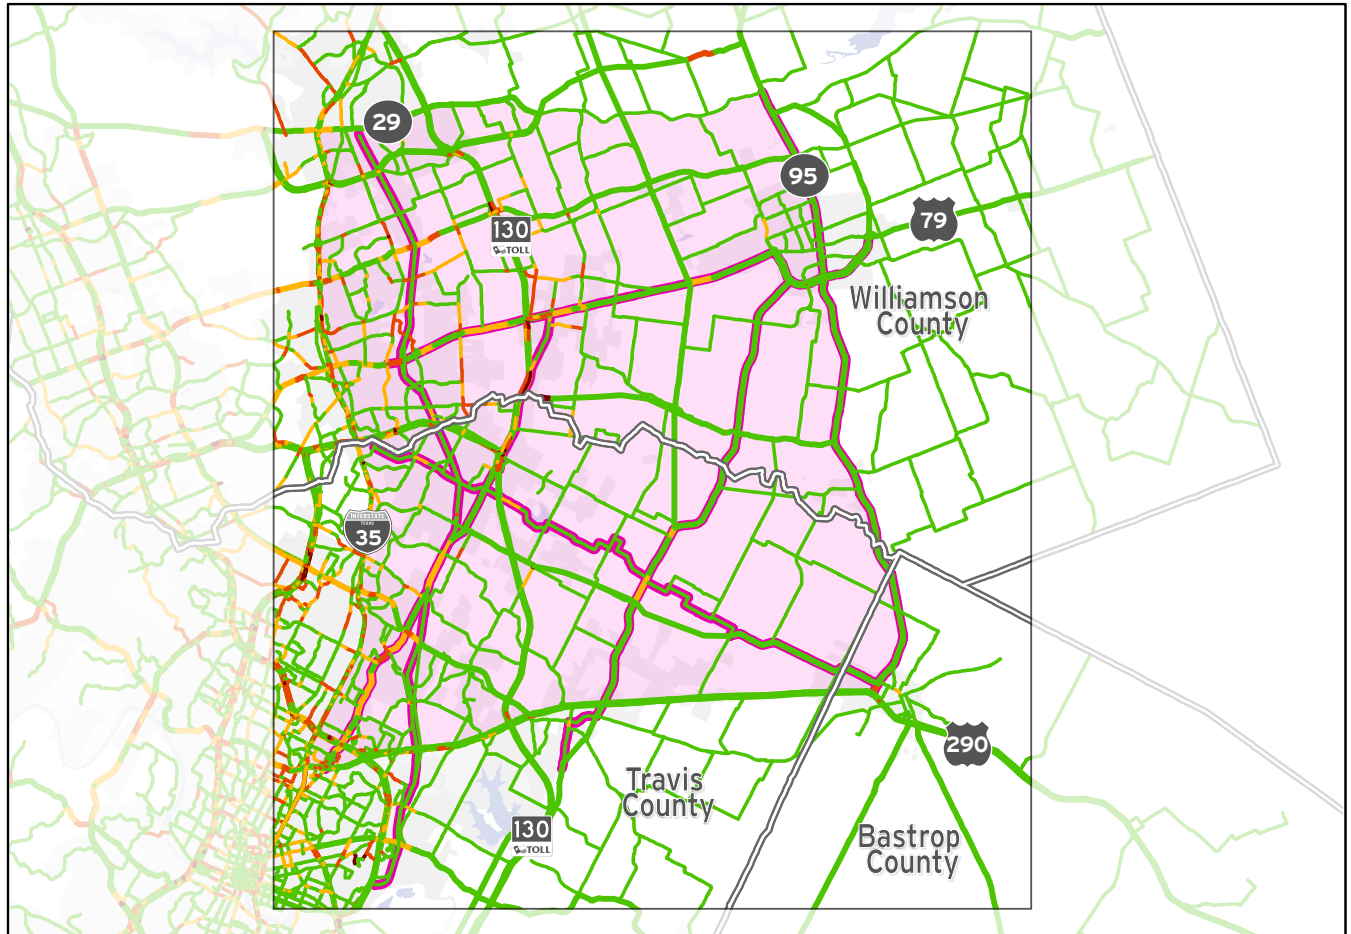 29
95
79
130
TOLL
Williamson
County
INTERSTATE
TEXAS
35
290
Travis
County
130
TOLL
Bastrop
County